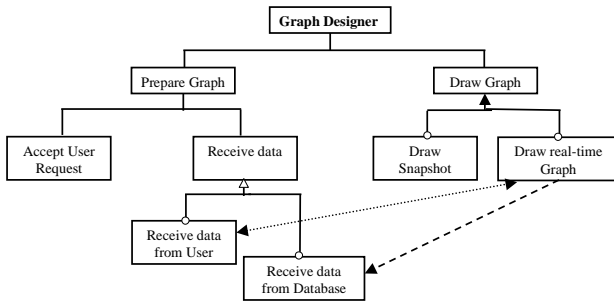 Graph Designer
Prepare Graph
Draw Graph
Accept User
Request
Receive data
Draw
Snapshot
Draw real-time
Graph
Receive data
from User
Receive data
from Database